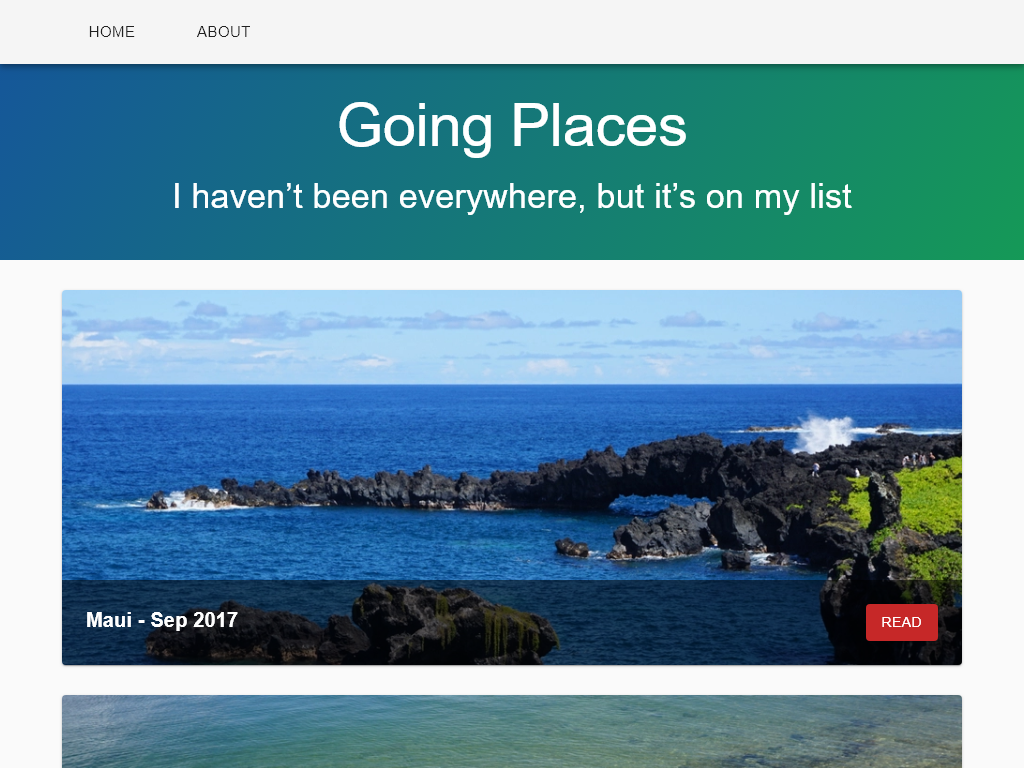 HOME
ABOUT
Going Places
I haven’t been everywhere, but it’s on my list
Maui - Sep 2017
READ